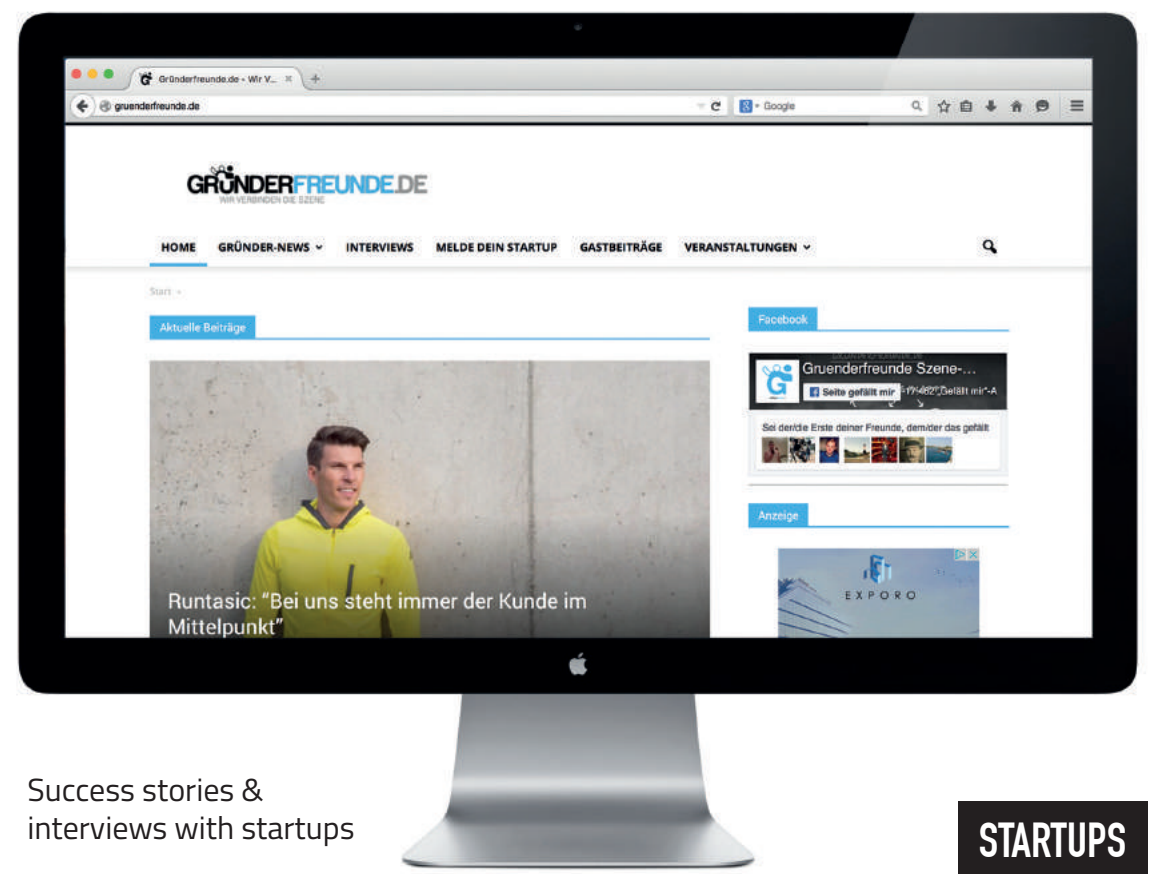 Gründerfreunde.de - Wir V...
gruenderfreunde.de
Google
GRÜNDERFREUNDE.DE
WIR VERBINDEN DIE SZENE
HOME GRÜNDER-NEWS INTERVIEWS MELDE DEIN STARTUP GASTBEITRÄGE VERANSTALTUNGEN
Start
Aktuelle Beiträge
Runtasic: “Bei uns steht immer der Kunde im
Mittelpunkt”
Facebook
Gruenderfreunde Szene-...
Seite gefällt mir "Gefällt mir"-A
Sei der/die Erste deiner Freunde, dem/der das gefällt
Anzeige
EXPORO
Success stories &
interviews with startups
STARTUPS